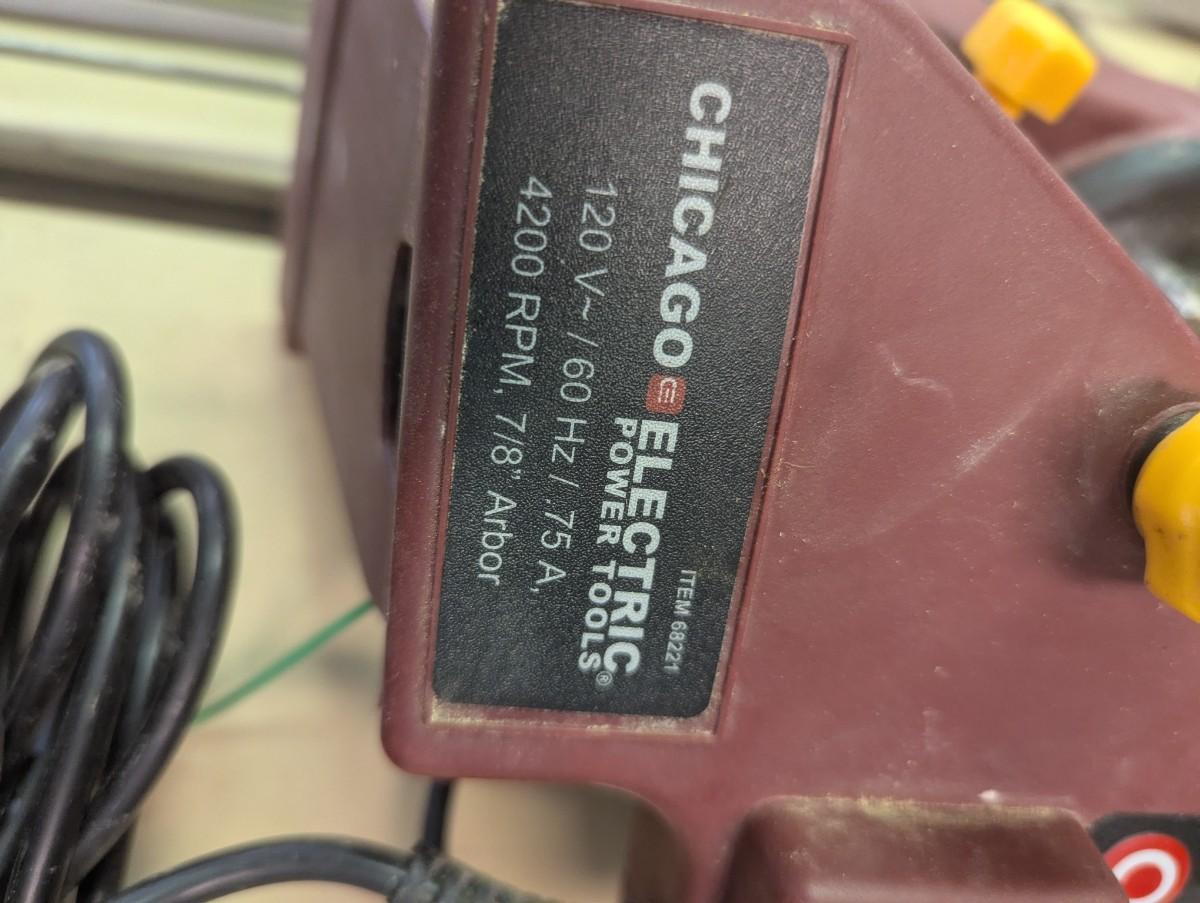 ITEM 68221
CHICAGO ELECTRIC
POWER TOOLS®
120 V~ / 60 Hz / .75 A,
4200 RPM, 7/8” Arbor